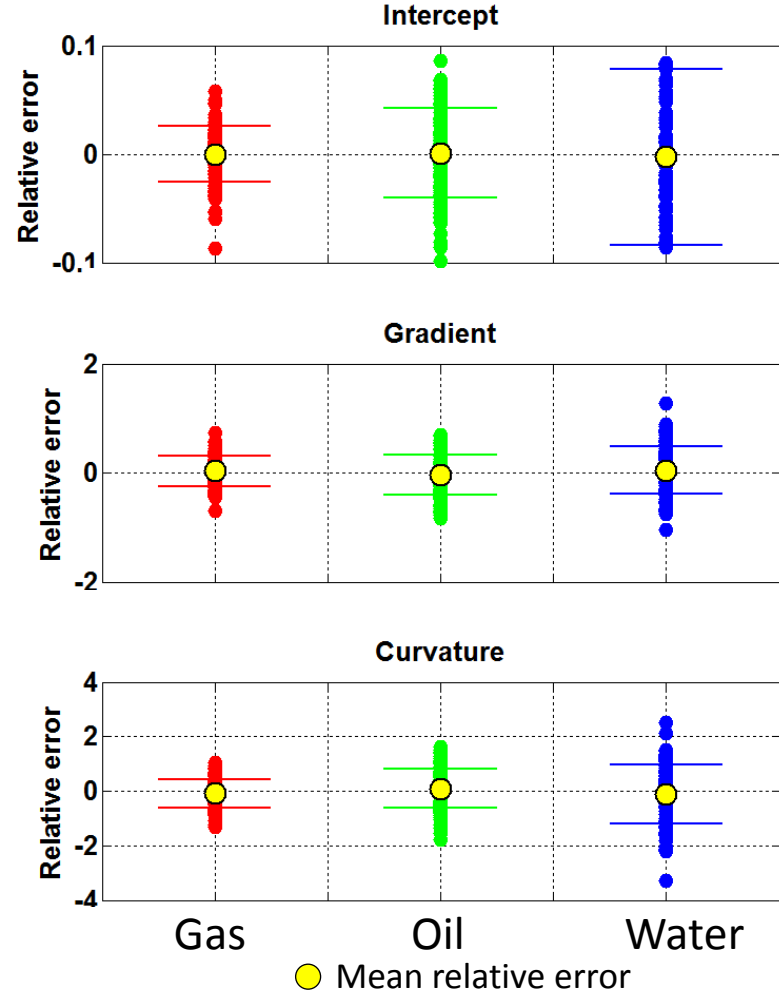 Intercept
Relative error
0.1
0
-0.1
Gradient
Relative error
2
0
-2
Curvature
Relative error
4
2
0
-2
-4
Gas Oil Water
Mean relative error